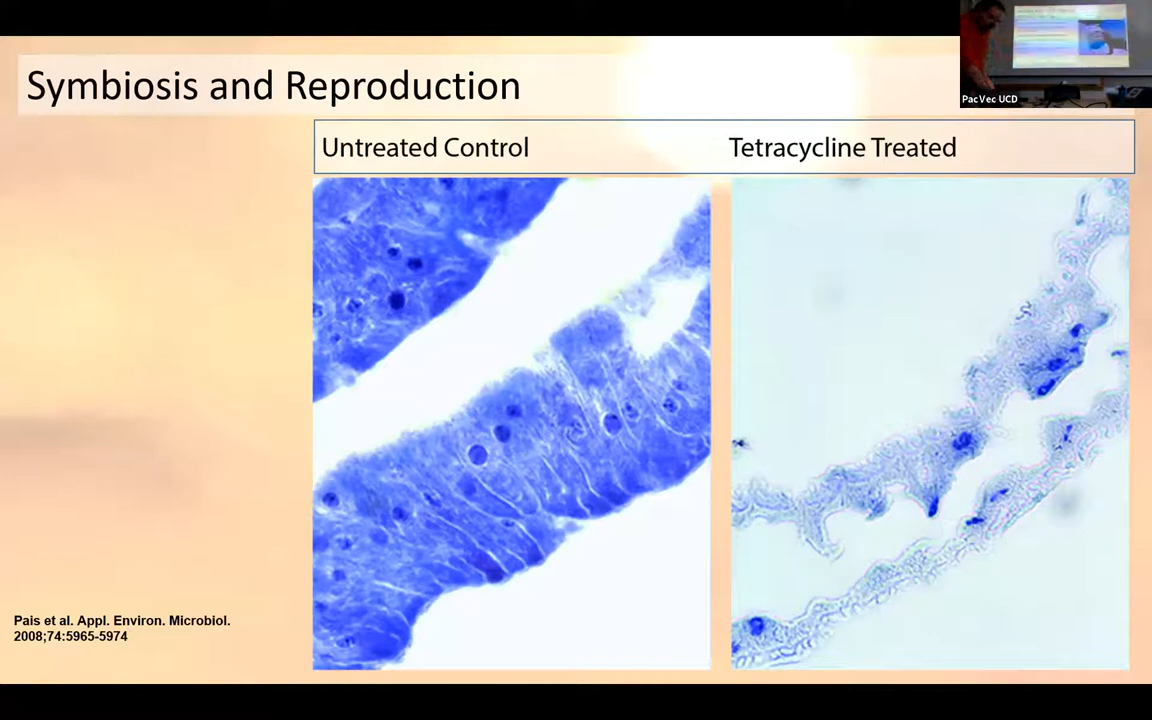 Symbiosis and Reproduction
PacVec UCD
Untreated Control
Tetracycline Treated
Pais et al. Appl. Environ. Microbiol.
2008;74:5965-5974